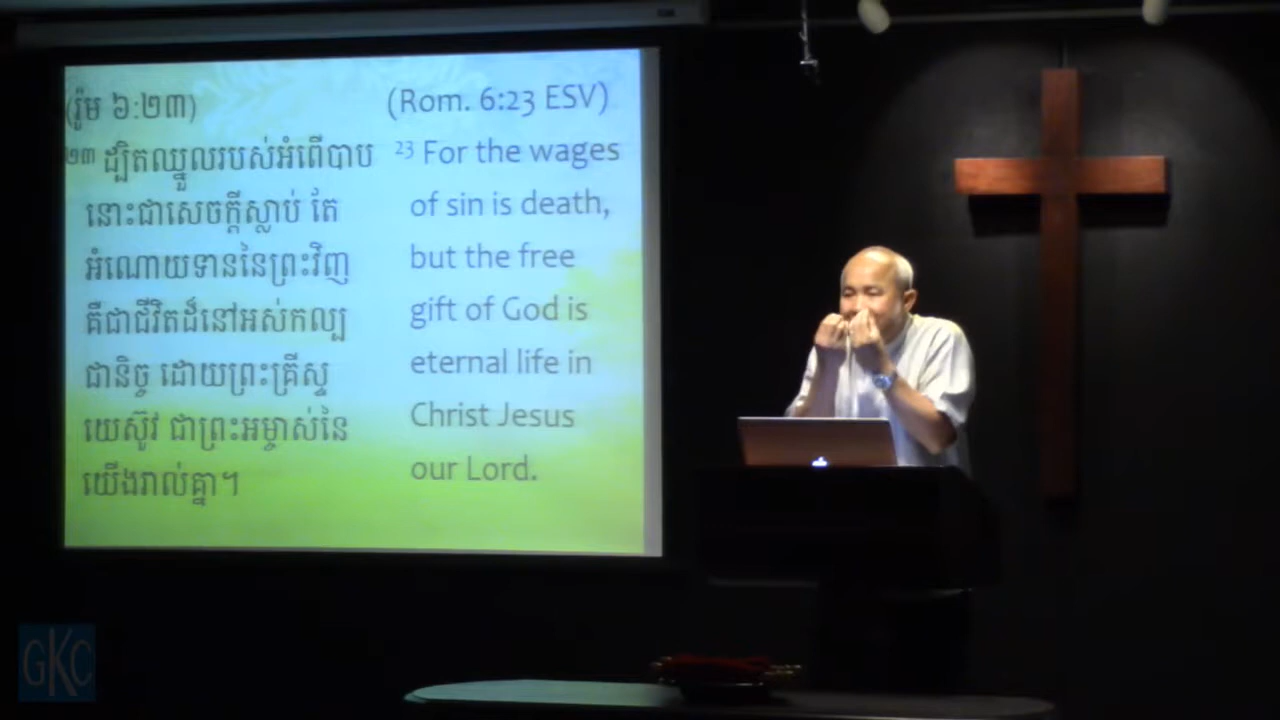 (រ៉ូម ៦:២៣)
២៣ ដ្បិតឈ្នួលរបស់អំពើបាប
នោះជាសេចក្ដីស្លាប់ តែ
អំណោយទាននៃព្រះវិញ
គឺជាជីវិតដ៏នៅអស់កល្ប
ជានិច្ច ដោយព្រះគ្រីស្ទ
យេស៊ូវ ជាព្រះអម្ចាស់នៃ
យើងរាល់គ្នា។
(Rom. 6:23 ESV)
23 For the wages
of sin is death,
but the free
gift of God is
eternal life in
Christ Jesus
our Lord.
GKC